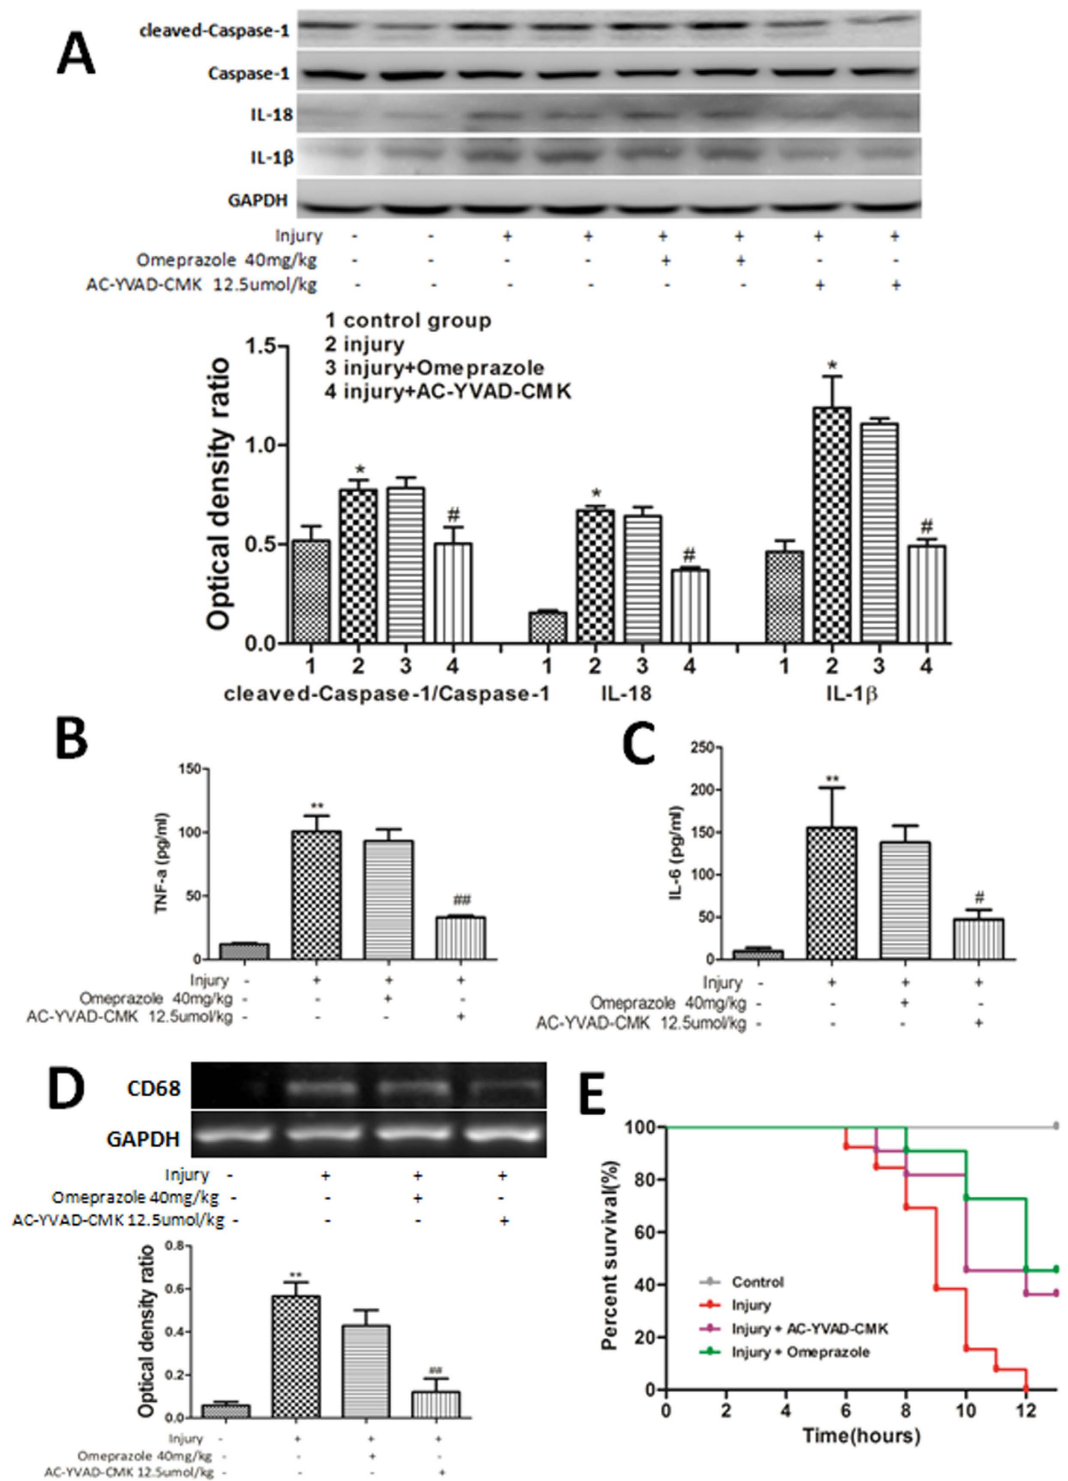 A
cleaved-Caspase-1
Caspase-1
IL-18
IL-1β
GAPDH
Injury - - + + + + + +
Omeprazole 40mg/kg - - - - + + - -
AC-YVAD-CMK 12.5umol/kg - - - - - - + +
1 control group
2 injury
3 injury+Omeprazole
4 injury+AC-YVAD-CMK
Optical density ratio
1.5
1.0
0.5
0.0
* # * # * #
1 2 3 4 1 2 3 4 1 2 3 4
cleaved-Caspase-1/Caspase-1 IL-18 IL-1β
B
TNF-a (pg/ml)
150
100
50
0
** ##
Injury - + + +
Omeprazole 40mg/kg - - + -
AC-YVAD-CMK 12.5umol/kg - - - +
C
IL-6 (pg/ml)
250
200
150
100
50
0
** #
Injury - + + +
Omeprazole 40mg/kg - - + -
AC-YVAD-CMK 12.5umol/kg - - - +
D
CD68
GAPDH
Injury - + + +
Omeprazole 40mg/kg - - + -
AC-YVAD-CMK 12.5umol/kg - - - +
Optical density ratio
0.8
0.6
0.4
0.2
0.0
** ##
Injury - + + +
Omeprazole 40mg/kg - - + -
AC-YVAD-CMK 12.5umol/kg - - - +
E
Percent survival(%)
100
80
60
40
20
0
Control
Injury
Injury + AC-YVAD-CMK
Injury + Omeprazole
0 2 4 6 8 10 12
Time(hours)